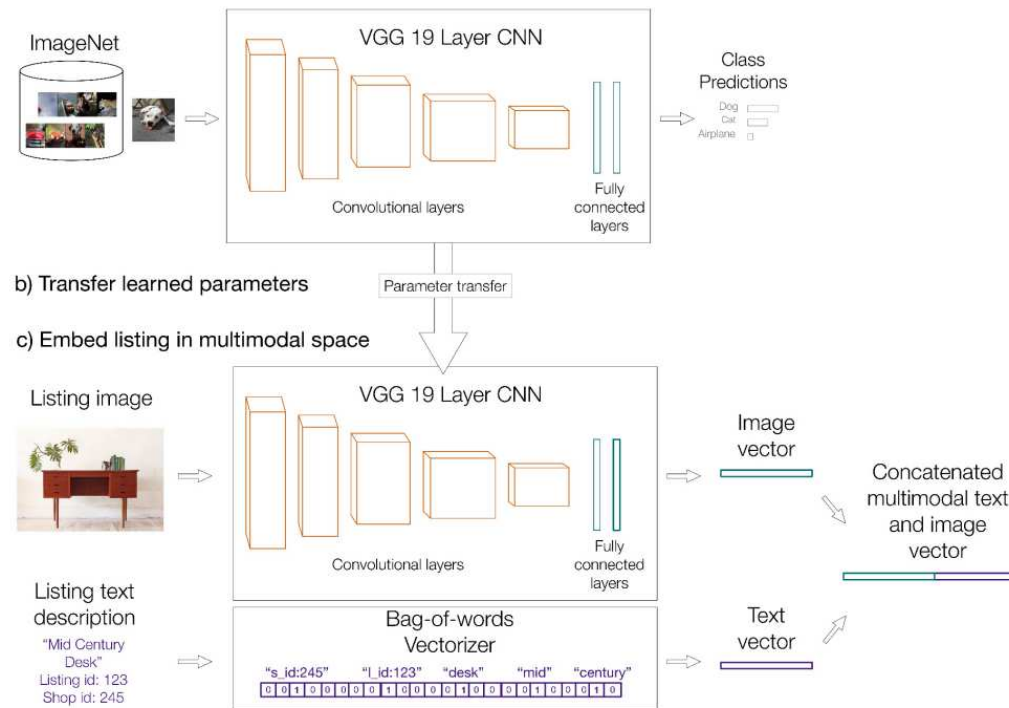 ImageNet
VGG 19 Layer CNN
Class
Predictions
Dog
Cat
Airplane
Convolutional layers
Fully
connected
layers
b) Transfer learned parameters
Parameter transfer
c) Embed listing in multimodal space
Listing image
VGG 19 Layer CNN
Image
vector
Concatenated
multimodal text
and image
vector
Convolutional layers
Fully
connected
layers
Listing text
description
"Mid Century
Desk"
Listing id: 123
Shop id: 245
Bag-of-words
Vectorizer
"s_id:245" "l_id:123" "desk" "mid" "century"
0 0 1 0 0 0 0 0 1 0 0 0 0 1 0 0 0 0 1 0 0 0 1 0
Text
vector